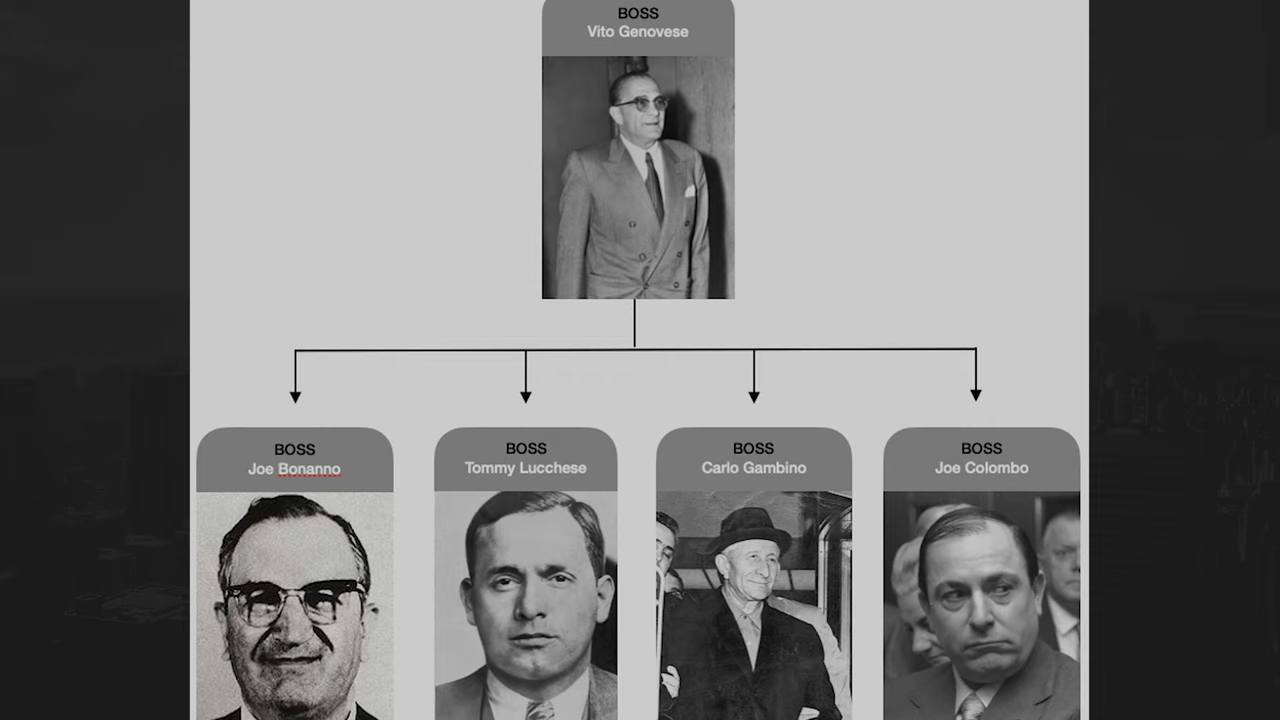 BOSS
Vito Genovese
BOSS
Joe Bonanno
BOSS
Tommy Lucchese
BOSS
Carlo Gambino
BOSS
Joe Colombo